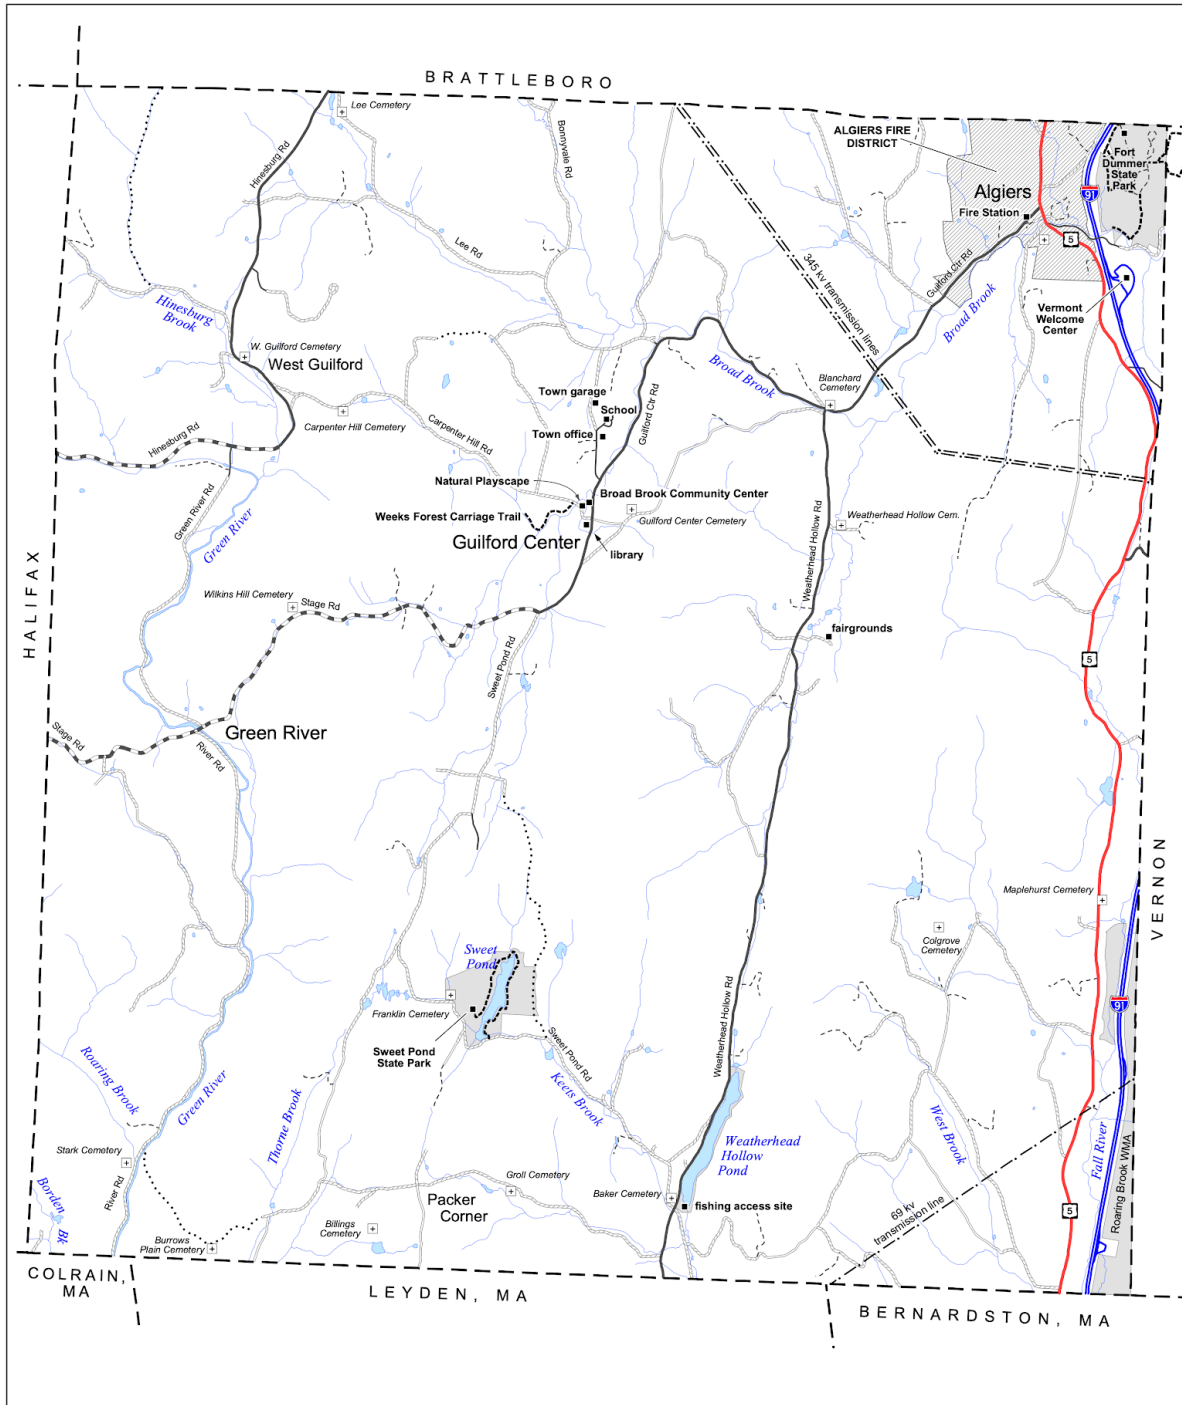 BRATTLEBORO
Lee Cemetery
ALGIERS FIRE
DISTRICT
Hinesburg Rd
Bonnyvale Rd
Fort
Dummer
State
Park
Algiers
91
Fire Station
5
Lee Rd
345 kv transmission lines
Guilford Ctr Rd
Broad Brook
Hinesburg
Brook
Vermont
Welcome
Center
W. Guilford Cemetery
West Guilford
Broad Brook
Blanchard
Cemetery
Town garage
School
Guilford Ctr Rd
Carpenter Hill Cemetery
Carpenter Hill Rd
Town office
Hinesburg Rd
Natural Playscape
Broad Brook Community Center
Green River Rd
Green River
Weeks Forest Carriage Trail
Guilford Center Cemetery
Weatherhead Hollow Cem.
Guilford Center
library
Weatherhead Hollow Rd
HALIFAX
Wilkins Hill Cemetery
Stage Rd
fairgrounds
Sweet Pond Rd
5
Green River
Stage Rd
River Rd
Maplehurst Cemetery
VERNON
Colgrove
Cemetery
Sweet
Pond
91
Franklin Cemetery
Weatherhead Hollow Rd
Sweet Pond
State Park
Sweet Pond Rd
Keets Brook
Roaring Brook
Green River
Thorne Brook
West Brook
Weatherhead
Hollow
Pond
Fall River
Roaring Brook WMA
Stark Cemetery
River Rd
Borden
Bk
Groll Cemetery
Baker Cemetery
fishing access site
Packer
Corner
69 kv
transmission line
5
Billings
Cemetery
Burrows
Plain Cemetery
COLRAIN,
MA
LEYDEN, MA
BERNARDSTON, MA